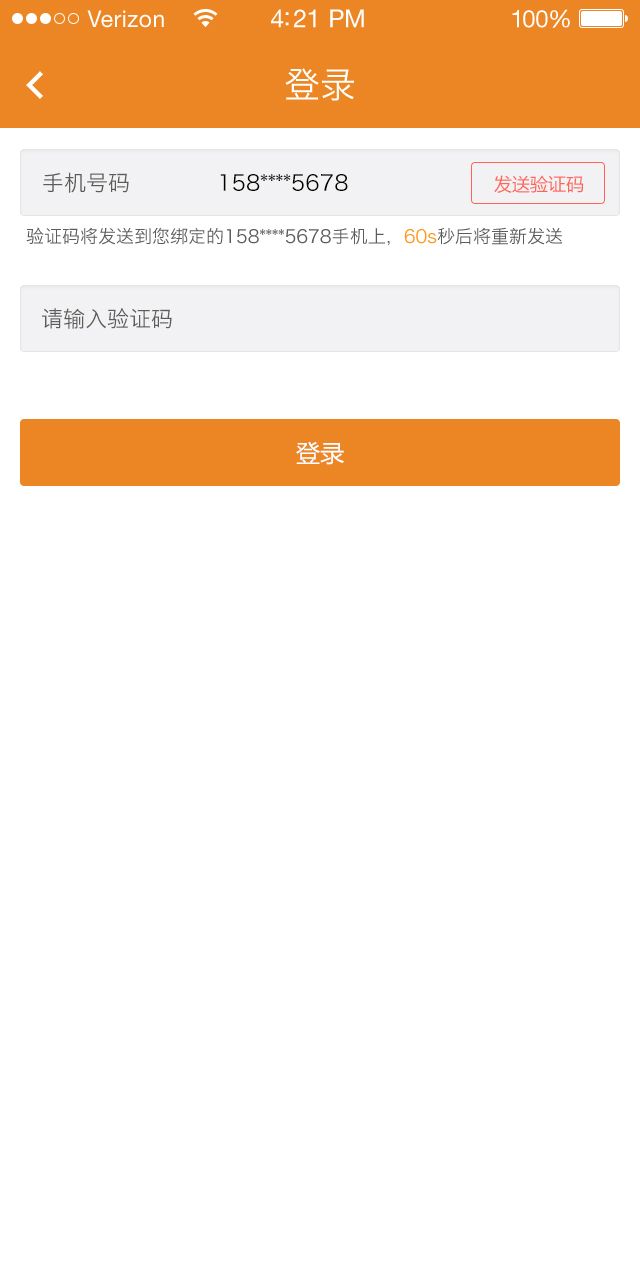 Verizon 4:21 PM 100%
登录
手机号码 158****5678 发送验证码
验证码将发送到您绑定的158****5678手机上，60s秒后将重新发送
请输入验证码
登录